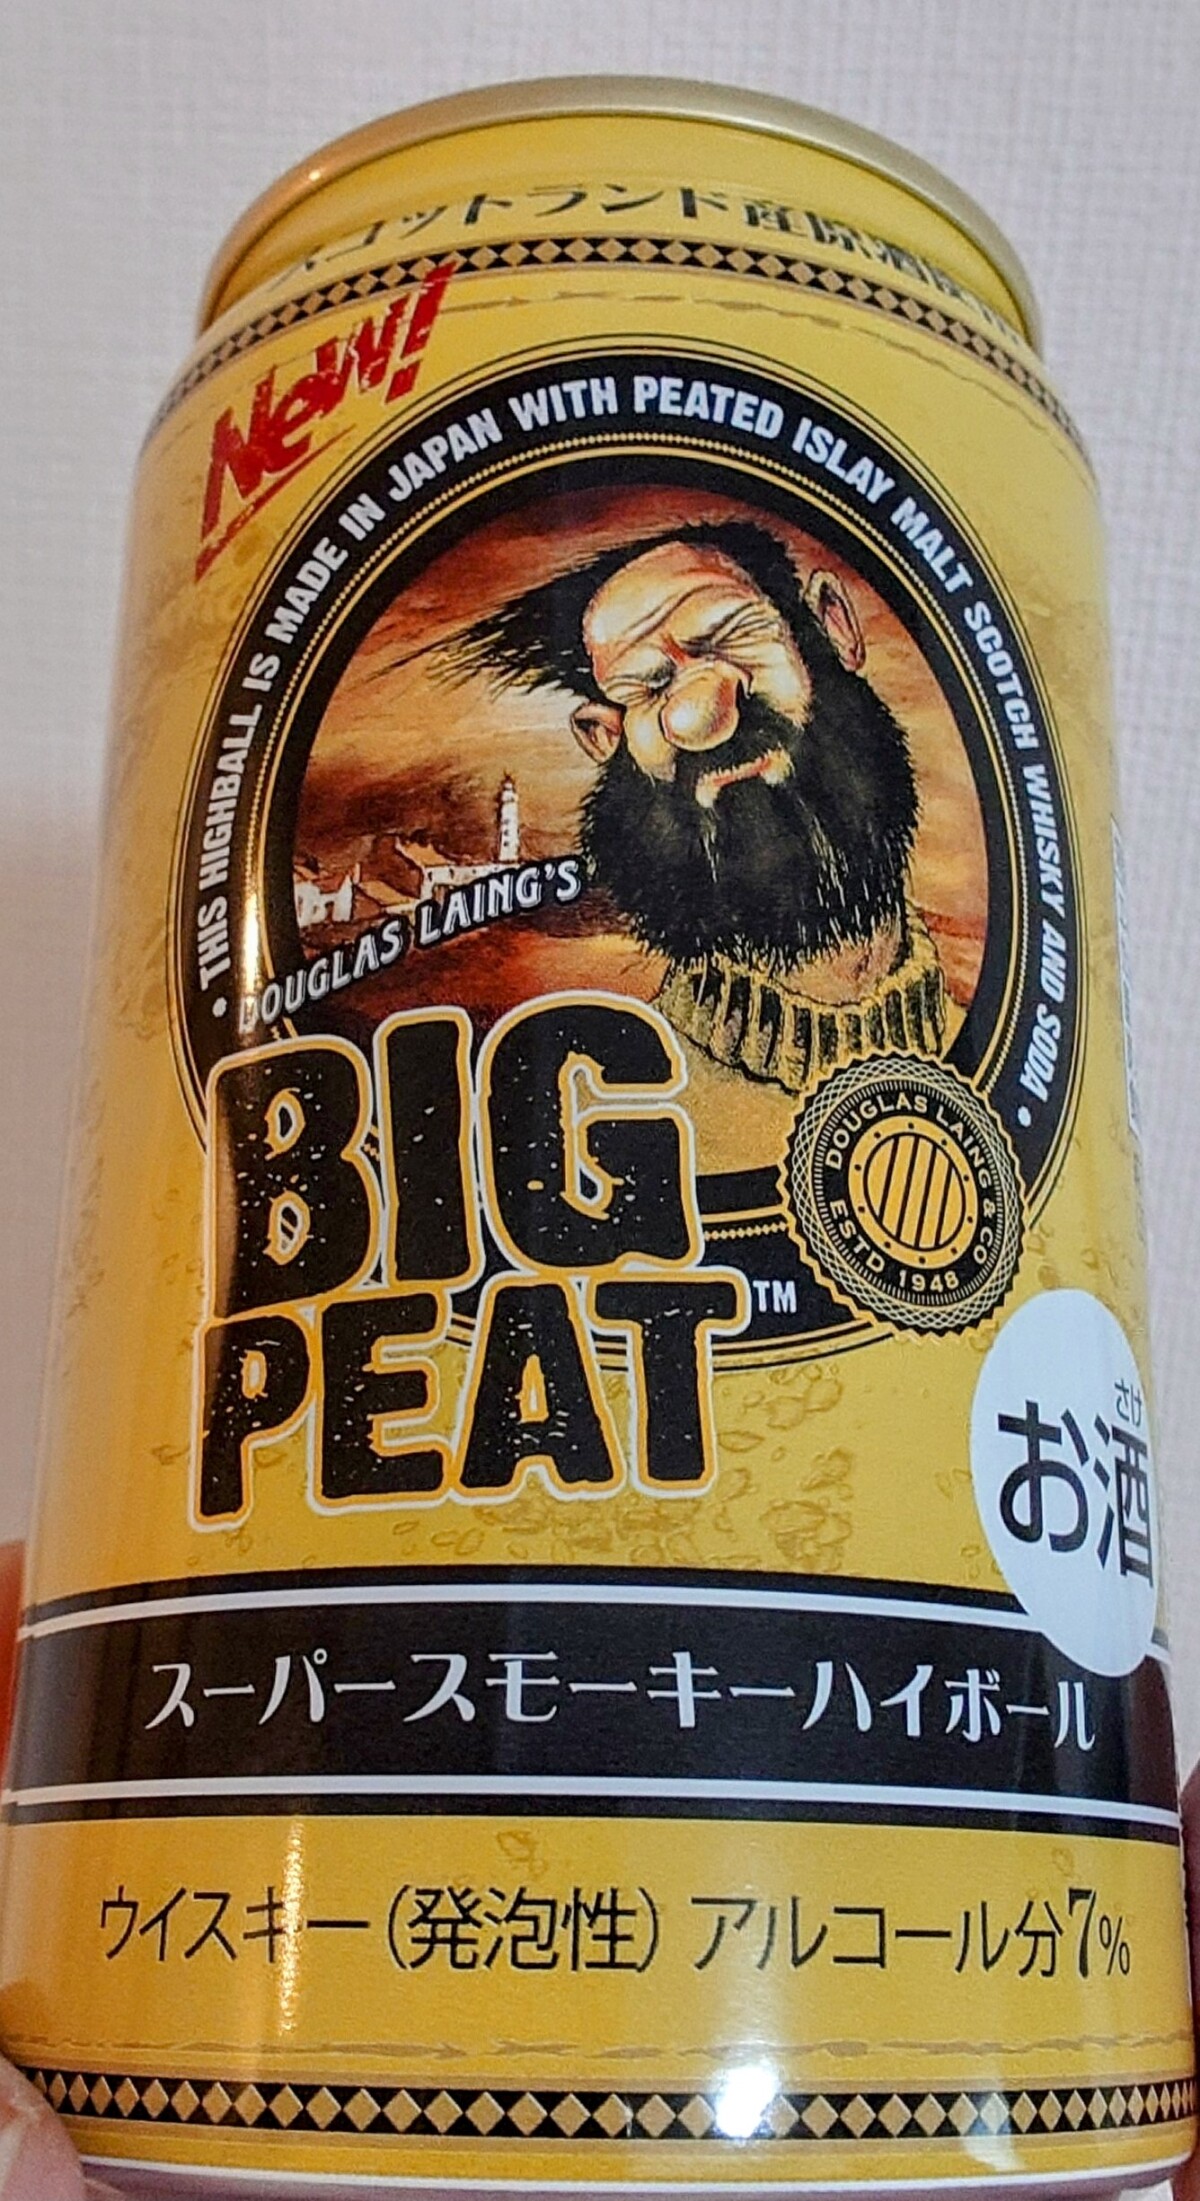 スコットランド産原酒使用
New!
• THIS HIGHBALL IS MADE IN JAPAN WITH PEATED ISLAY MALT SCOTCH WHISKY AND SODA •
DOUGLAS LAING'S
BIG
PEAT™
DOUGLAS LAING & CO
ESTD 1948
さけ
お酒
スーパースモーキーハイボール
ウイスキー(発泡性) アルコール分7%